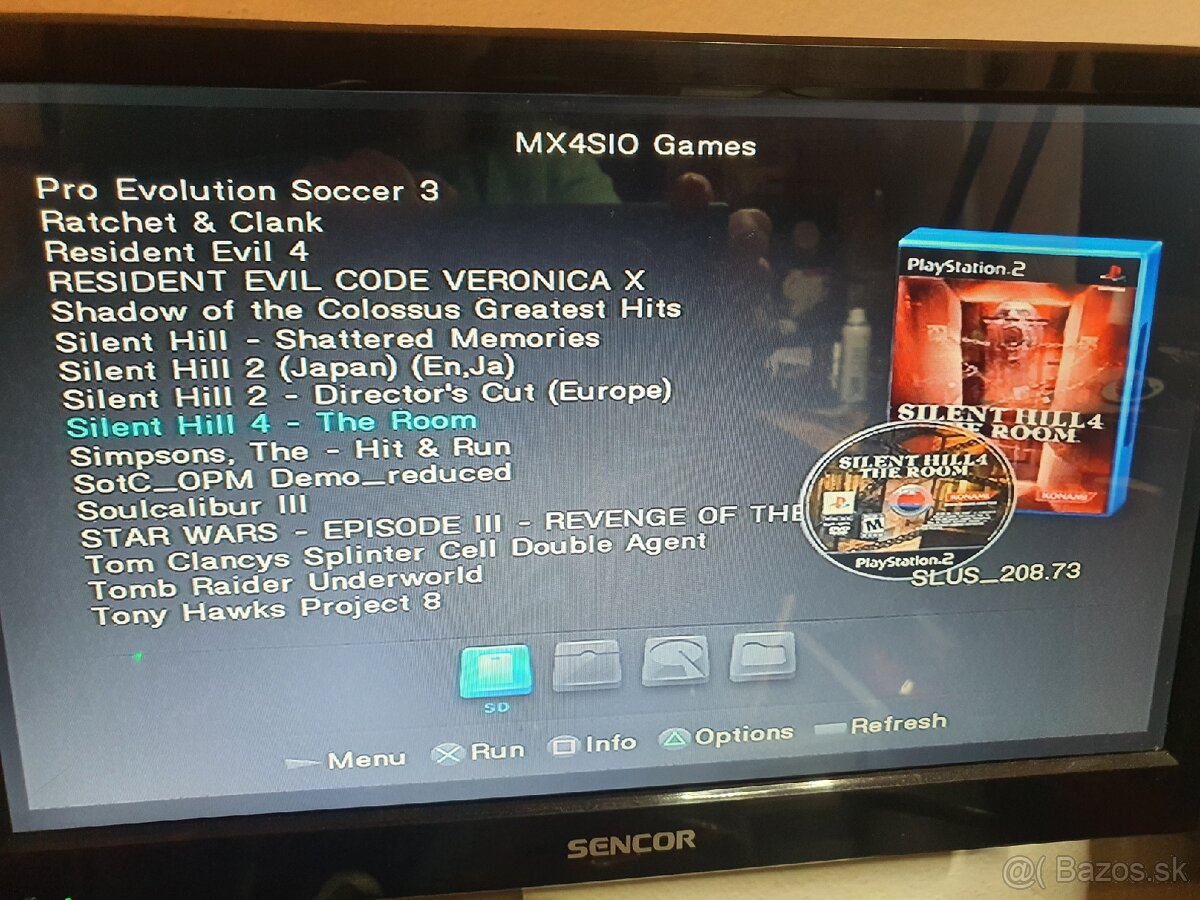 MX4SIO Games
Pro Evolution Soccer 3
Ratchet & Clank
Resident Evil 4
RESIDENT EVIL CODE VERONICA X
Shadow of the Colossus Greatest Hits
Silent Hill - Shattered Memories
Silent Hill 2 (Japan) (En,Ja)
Silent Hill 2 - Director's Cut (Europe)
Silent Hill 4 - The Room
Simpsons, The - Hit & Run
SotC_OPM Demo_reduced
Soulcalibur III
STAR WARS - EPISODE III - REVENGE OF THE
Tom Clancys Splinter Cell Double Agent
Tomb Raider Underworld
Tony Hawks Project 8
PlayStation 2
SILENT HILL 4
THE ROOM
KONAMI
SILENT HILL 4
THE ROOM
KONAMI
M
PlayStation 2
SLUS_208.73
SD
Menu
Run
Info
Options
Refresh
SENCOR
@( Bazos.sk